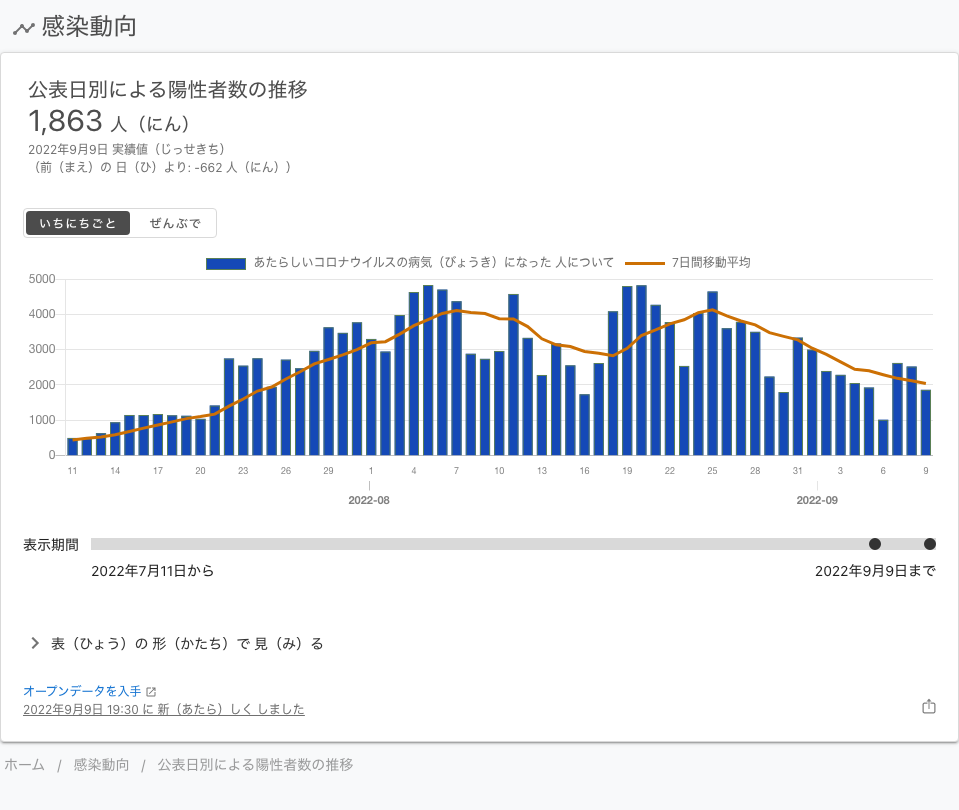 感染動向
公表日別による陽性者数の推移
1,863 人（にん）
2022年9月9日 実績値（じっせきち）
（前（まえ）の 日（ひ）より: -662 人（にん））
いちにちごと ぜんぶで
あたらしいコロナウイルスの病気（びょうき）になった 人について 7日間移動平均
5000
4000
3000
2000
1000
0
11 14 17 20 23 26 29 1 4 7 10 13 16 19 22 25 28 31 3 6 9
2022-08 2022-09
表示期間
2022年7月11日から 2022年9月9日まで
表（ひょう）の 形（かたち）で 見（み）る
オープンデータを入手
2022年9月9日 19:30 に 新（あたら）しく しました
ホーム / 感染動向 / 公表日別による陽性者数の推移